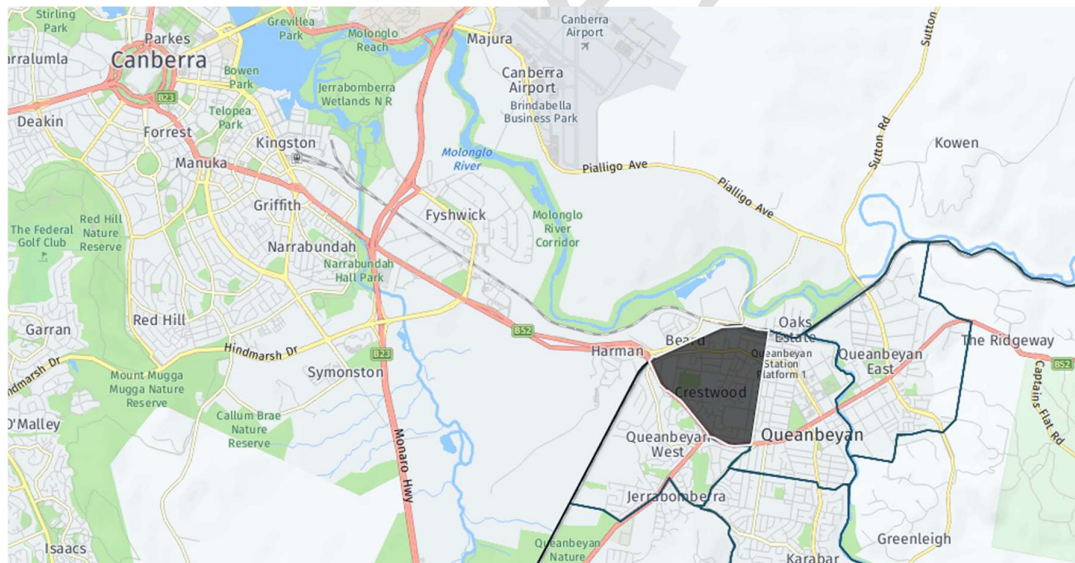 Stirling
Park
Parkes
Grevillea
Park
Molonglo
Reach
Majura
Canberra
Airport
Sutton
arralumla
Canberra
Bowen
Park
Jerrabomberra
Wetlands N R
Canberra
Airport
Brindabella
Business Park
B23
Deakin
Telopea
Park
Forrest
Kingston
Sutton Rd
Kowen
Manuka
Molonglo
River
Pialligo Ave
Pialligo Ave
Red Hill
Nature
Reserve
Griffith
Fyshwick
Molonglo
River
Corridor
The Federal
Golf Club
Narrabundah
Narrabundah
Hall Park
Red Hill
Garran
B52
Oaks
Estate
Beard
Harman
Hindmarsh Dr
B23
Queanbeyan
Station
Platform 1
Queanbeyan
East
The Ridgeway
B52
ndmarsh Dr
Mount Mugga
Mugga Nature
Reserve
Symonston
Crestwood
Captains Flat Rd
O'Malley
Callum Brae
Nature
Reserve
Monaro Hwy
Queanbeyan
West
Queanbeyan
Jerrabomberra
Isaacs
Queanbeyan
Nature
Karabar
Greenleigh